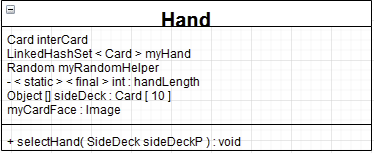 Hand
Card interCard
LinkedHashSet < Card > myHand
Random myRandomHelper
- < static > < final > int : handLength
Object [] sideDeck : Card [ 10 ]
myCardFace : Image
+ selectHand( SideDeck sideDeckP ) : void